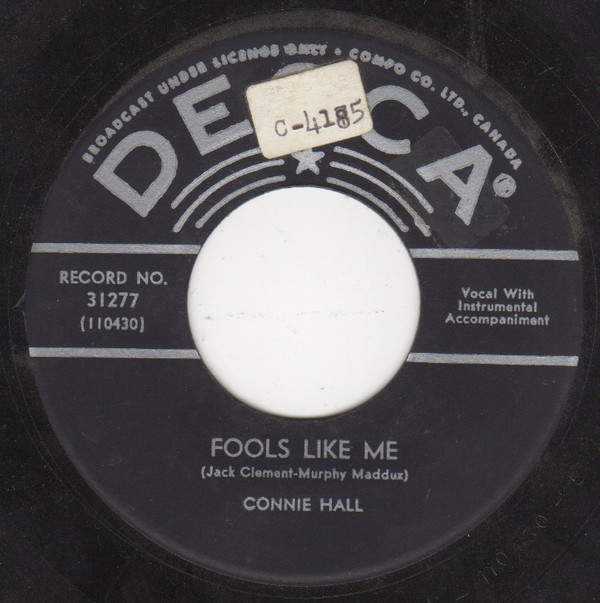 BROADCAST UNDER LICENCE ONLY • COMPO CO. LTD., CANADA
DECCA®
C-4185
RECORD NO.
31277
(110430)
Vocal With
Instrumental
Accompaniment
FOOLS LIKE ME
(Jack Clement-Murphy Maddux)
CONNIE HALL